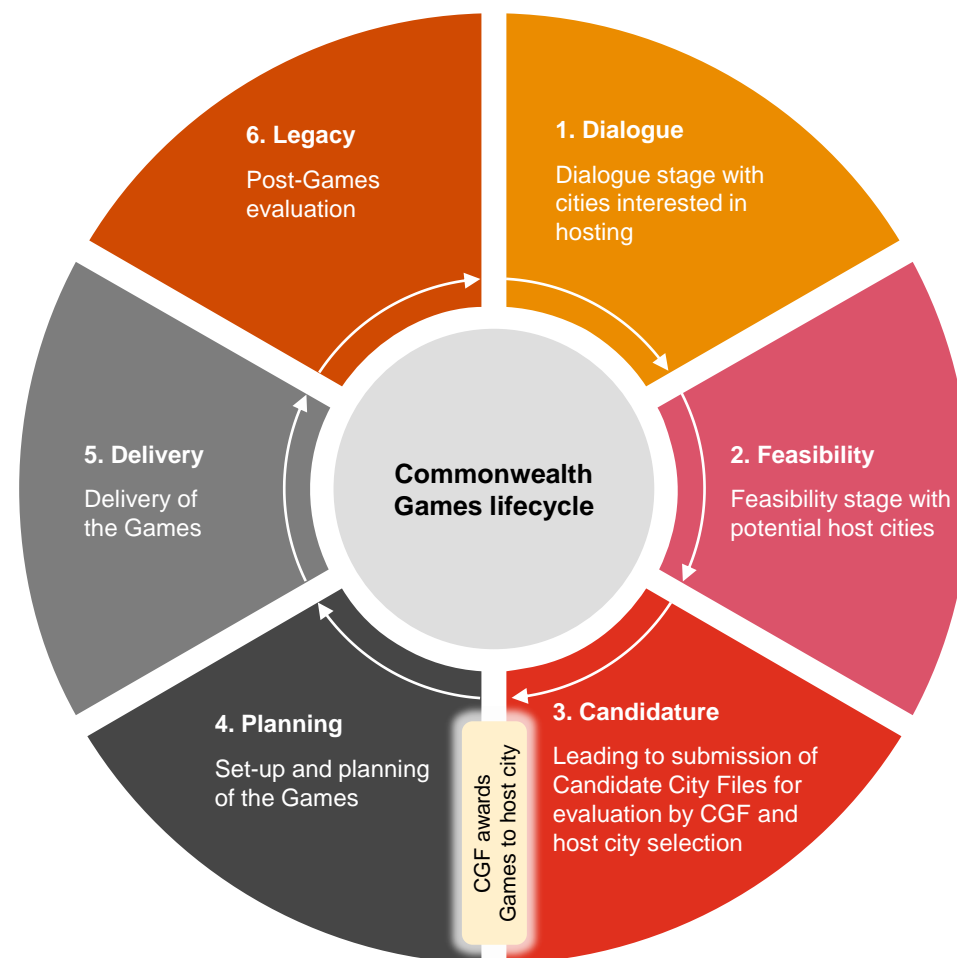 Commonwealth
Games lifecycle
1. Dialogue
Dialogue stage with
cities interested in
hosting
2. Feasibility
Feasibility stage with
potential host cities
3. Candidature
Leading to submission of
Candidate City Files for
evaluation by CGF and
host city selection
CGF awards
Games to host city
4. Planning
Set-up and planning
of the Games
5. Delivery
Delivery of
the Games
6. Legacy
Post-Games
evaluation